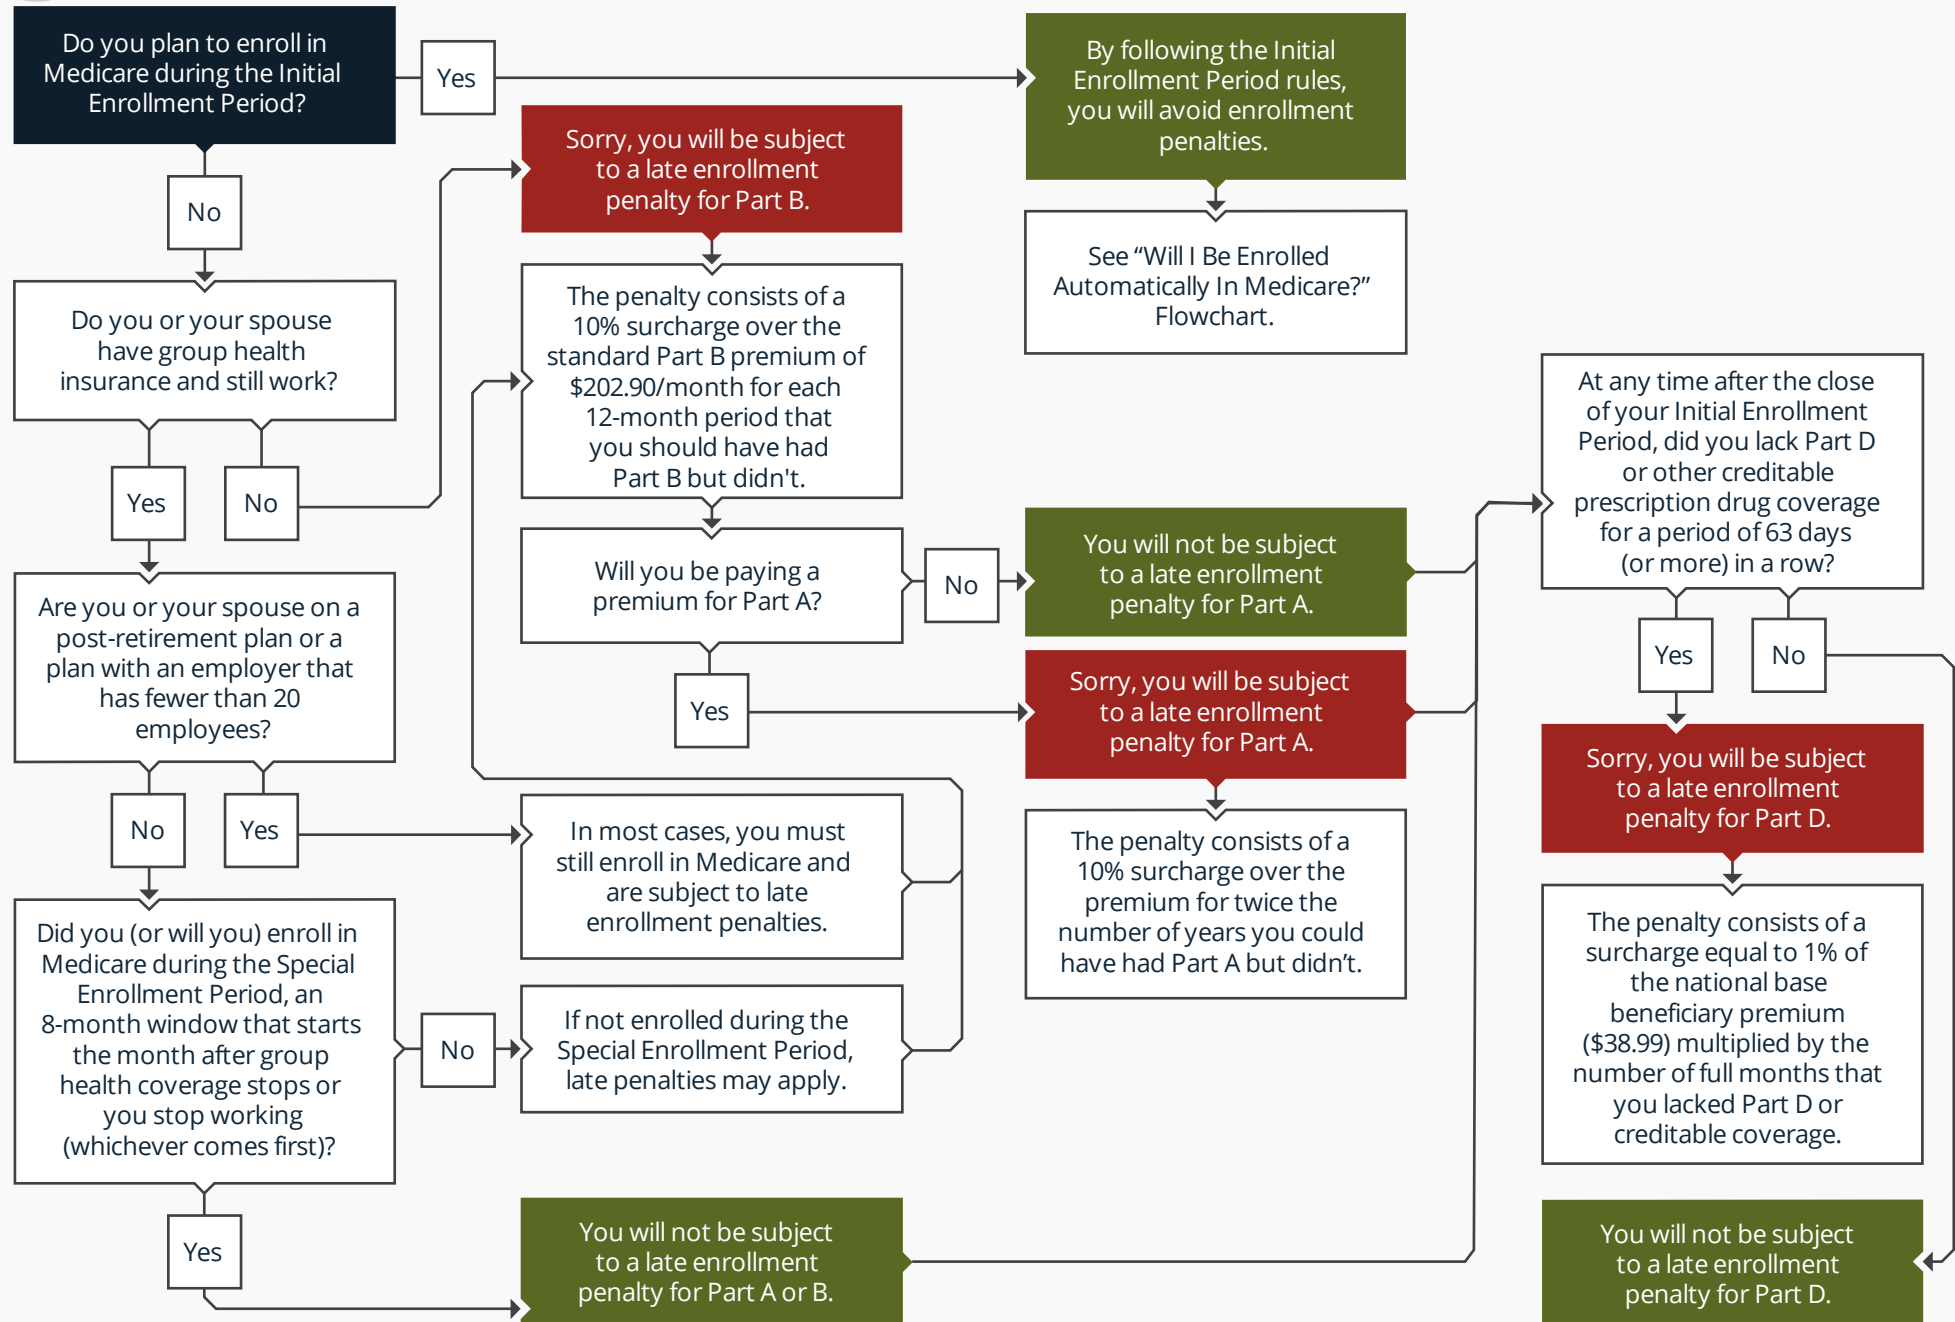 Do you plan to enroll in
Medicare during the Initial
Enrollment Period?
Yes
By following the Initial
Enrollment Period rules,
you will avoid enrollment
penalties.
No
Sorry, you will be subject
to a late enrollment
penalty for Part B.
See “Will I Be Enrolled
Automatically In Medicare?”
Flowchart.
Do you or your spouse
have group health
insurance and still work?
Yes
No
The penalty consists of a
10% surcharge over the
standard Part B premium of
$202.90/month for each
12-month period that
you should have had
Part B but didn't.
At any time after the close
of your Initial Enrollment
Period, did you lack Part D
or other creditable
prescription drug coverage
for a period of 63 days
(or more) in a row?
Will you be paying a
premium for Part A?
No
You will not be subject
to a late enrollment
penalty for Part A.
Yes
Sorry, you will be subject
to a late enrollment
penalty for Part A.
Yes
No
Are you or your spouse on a
post-retirement plan or a
plan with an employer that
has fewer than 20
employees?
No
Yes
In most cases, you must
still enroll in Medicare and
are subject to late
enrollment penalties.
The penalty consists of a
10% surcharge over the
premium for twice the
number of years you could
have had Part A but didn’t.
Sorry, you will be subject
to a late enrollment
penalty for Part D.
The penalty consists of a
surcharge equal to 1% of
the national base
beneficiary premium
($38.99) multiplied by the
number of full months that
you lacked Part D or
creditable coverage.
Did you (or will you) enroll in
Medicare during the Special
Enrollment Period, an
8-month window that starts
the month after group
health coverage stops or
you stop working
(whichever comes first)?
No
If not enrolled during the
Special Enrollment Period,
late penalties may apply.
Yes
You will not be subject
to a late enrollment
penalty for Part A or B.
You will not be subject
to a late enrollment
penalty for Part D.